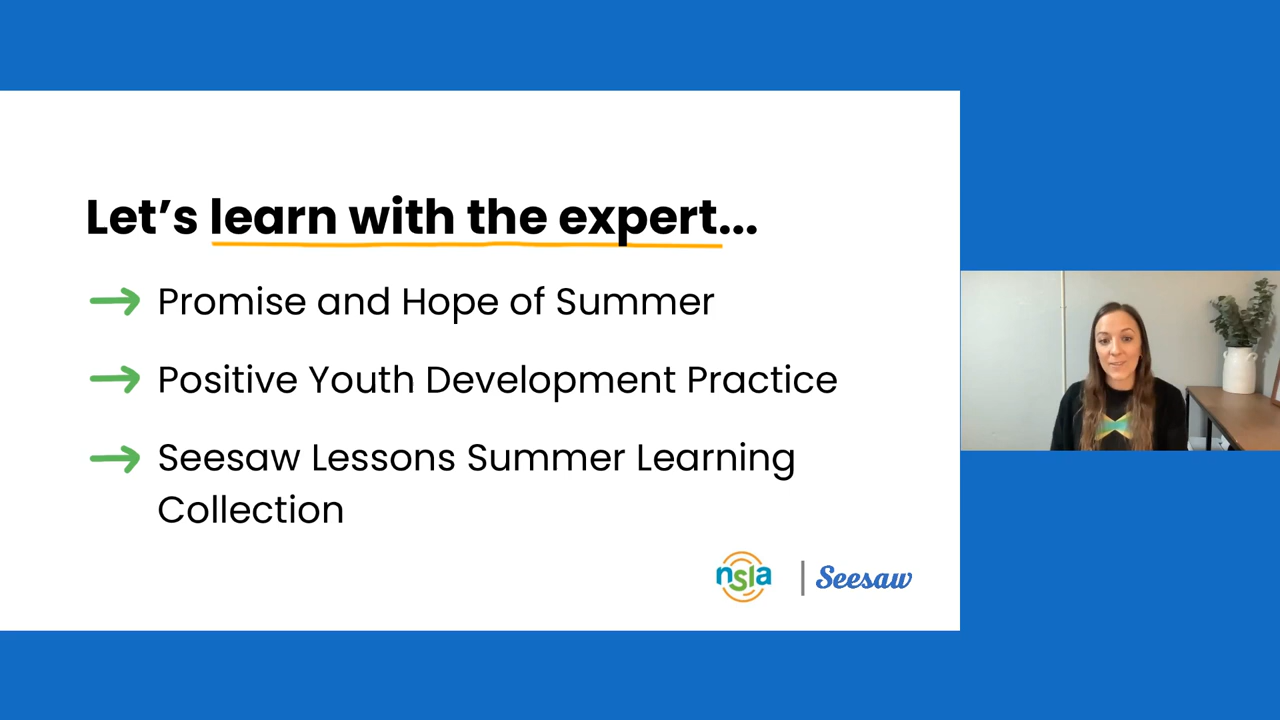 Let's learn with the expert...
Promise and Hope of Summer
Positive Youth Development Practice
Seesaw Lessons Summer Learning
Collection
nsla
Seesaw